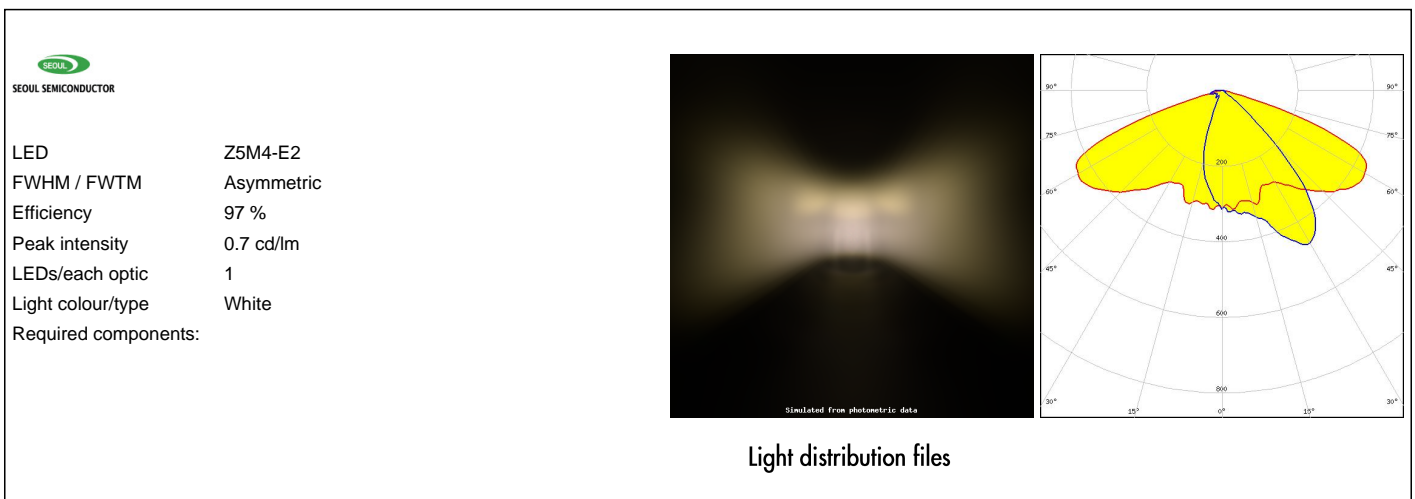 SEOUL
SEOUL SEMICONDUCTOR
LED Z5M4-E2
FWHM / FWTM Asymmetric
Efficiency 97 %
Peak intensity 0.7 cd/lm
LEDs/each optic 1
Light colour/type White
Required components:
Simulated from photometric data
90° 90°
75° 75°
200
60° 60°
400
45° 45°
600
800
30° 15° 0° 15° 30°
Light distribution files